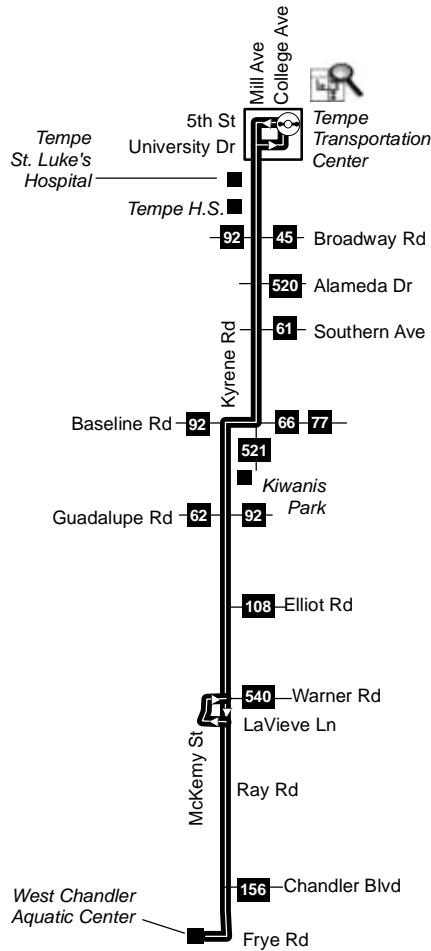 Mill Ave
College Ave
5th St
University Dr
Tempe
Transportation
Center
Tempe
St. Luke's
Hospital
Tempe H.S.
92
45
Broadway Rd
520
Alameda Dr
61
Southern Ave
Kyrene Rd
Baseline Rd
92
66
77
521
Kiwanis
Park
Guadalupe Rd
62
92
108
Elliot Rd
540
Warner Rd
LaVieve Ln
McKemy St
Ray Rd
156
Chandler Blvd
West Chandler
Aquatic Center
Frye Rd